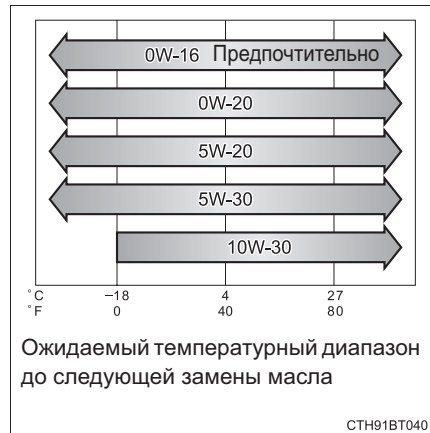 0W-16 Предпочтительно
0W-20
5W-20
5W-30
10W-30
°C -18 4 27
°F 0 40 80
Ожидаемый температурный диапазон
до следующей замены масла
CTH91BT040